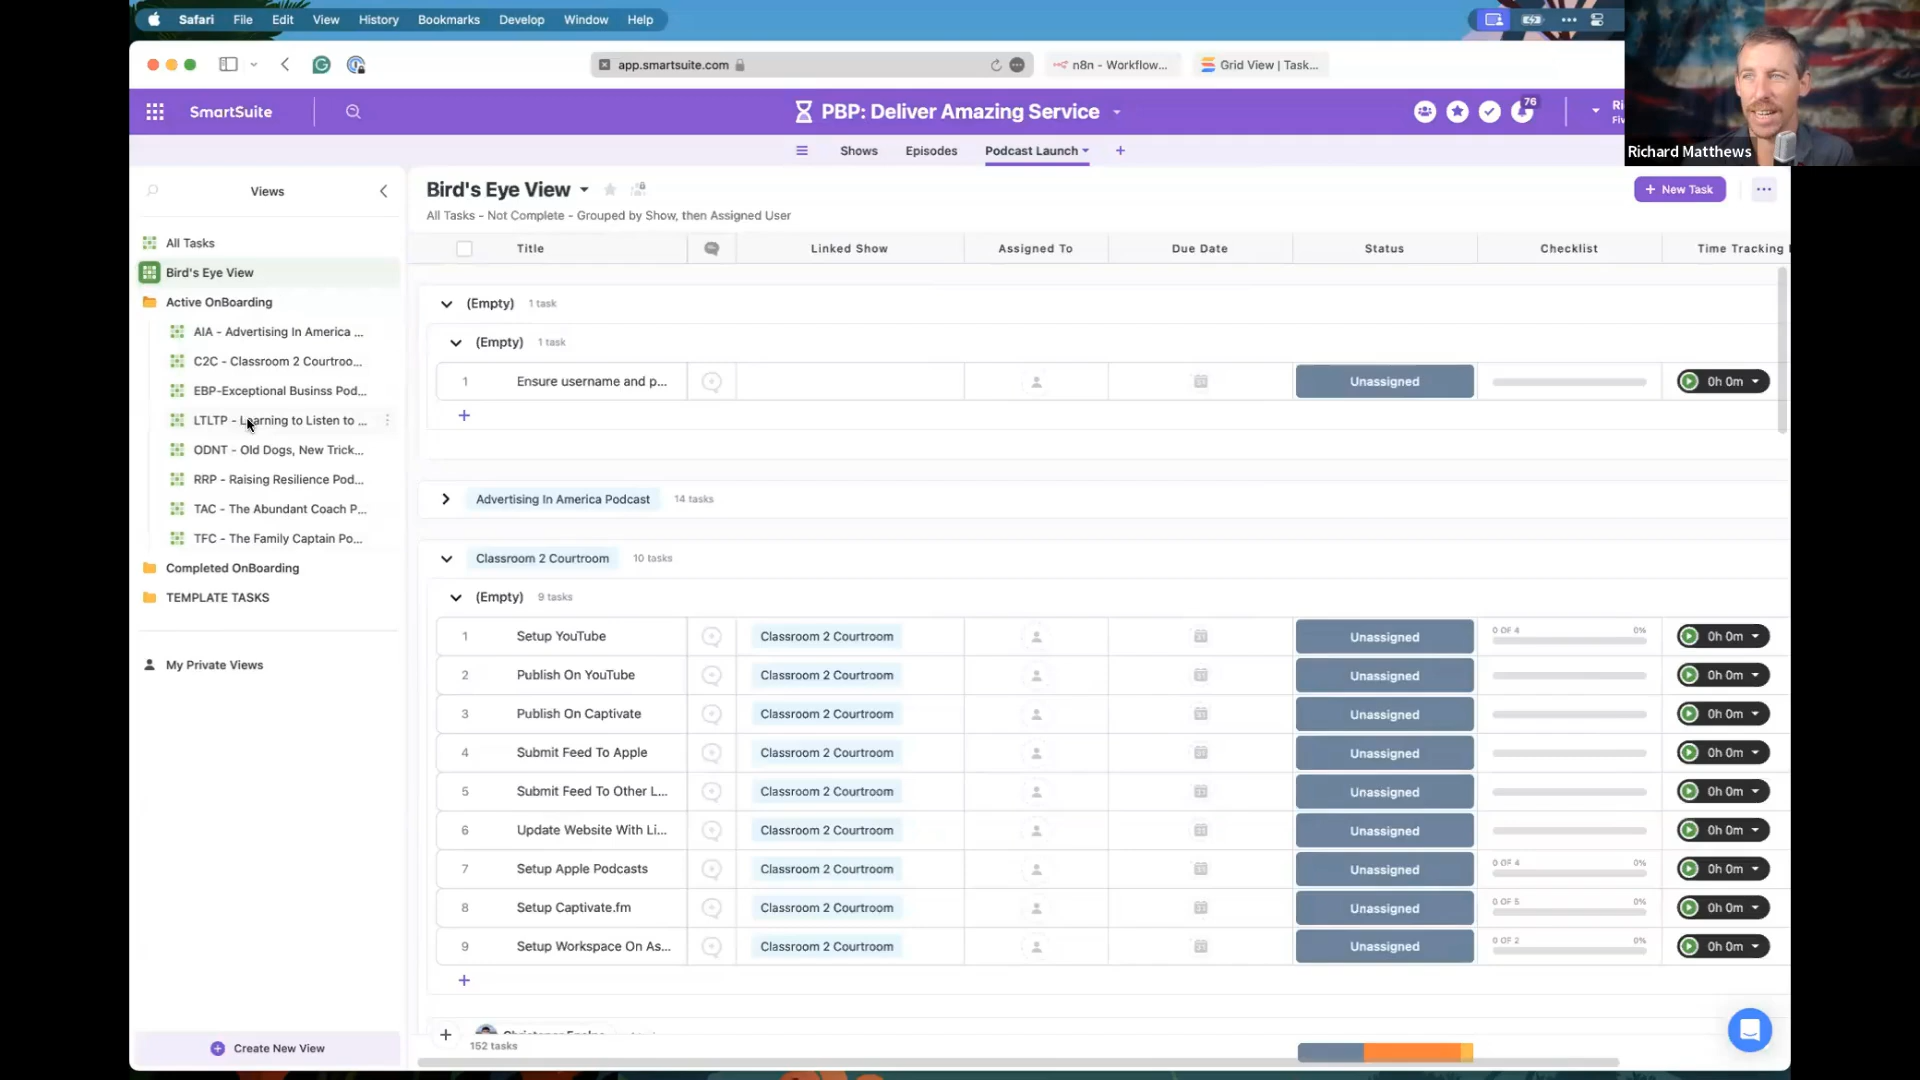 Safari File Edit View History Bookmarks Develop Window Help
app.smartsuite.com
n8n - Workflow...
Grid View | Task...
SmartSuite
PBP: Deliver Amazing Service
76
Shows Episodes Podcast Launch
Richard Matthews
Views
All Tasks
Bird's Eye View
Active OnBoarding
AIA - Advertising In America ...
C2C - Classroom 2 Courtroo...
EBP-Exceptional Businss Pod...
LTLTP - Learning to Listen to ...
ODNT - Old Dogs, New Trick...
RRP - Raising Resilience Pod...
TAC - The Abundant Coach P...
TFC - The Family Captain Po...
Completed OnBoarding
TEMPLATE TASKS
My Private Views
Create New View
Bird's Eye View
New Task
All Tasks - Not Complete - Grouped by Show, then Assigned User
Title Linked Show Assigned To Due Date Status Checklist Time Tracking
(Empty) 1 task
(Empty) 1 task
1 Ensure username and p... Unassigned 0h 0m
Advertising In America Podcast 14 tasks
Classroom 2 Courtroom 10 tasks
(Empty) 9 tasks
1 Setup YouTube Classroom 2 Courtroom Unassigned 0 OF 4 0% 0h 0m
2 Publish On YouTube Classroom 2 Courtroom Unassigned 0h 0m
3 Publish On Captivate Classroom 2 Courtroom Unassigned 0h 0m
4 Submit Feed To Apple Classroom 2 Courtroom Unassigned 0h 0m
5 Submit Feed To Other L... Classroom 2 Courtroom Unassigned 0h 0m
6 Update Website With Li... Classroom 2 Courtroom Unassigned 0h 0m
7 Setup Apple Podcasts Classroom 2 Courtroom Unassigned 0 OF 4 0% 0h 0m
8 Setup Captivate.fm Classroom 2 Courtroom Unassigned 0 OF 5 0% 0h 0m
9 Setup Workspace On As... Classroom 2 Courtroom Unassigned 0 OF 2 0% 0h 0m
152 tasks